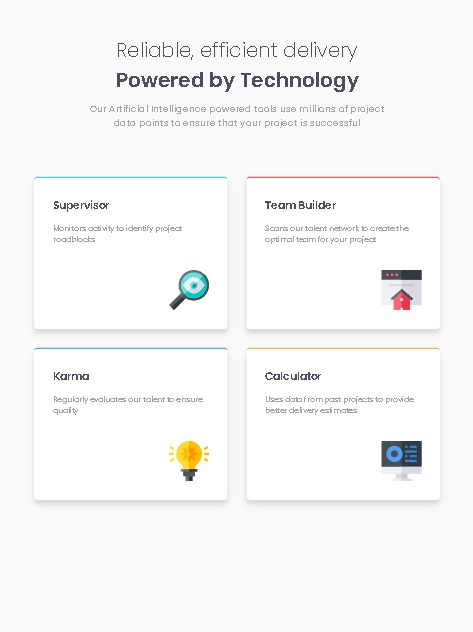 Reliable, efficient delivery
Powered by Technology
Our Artificial Intelligence powered tools use millions of project
data points to ensure that your project is successful
Supervisor
Monitors activity to identify project
roadblocks
Team Builder
Scans our talent network to create the
optimal team for your project
Karma
Regularly evaluates our talent to ensure
quality
Calculator
Uses data from past projects to provide
better delivery estimates